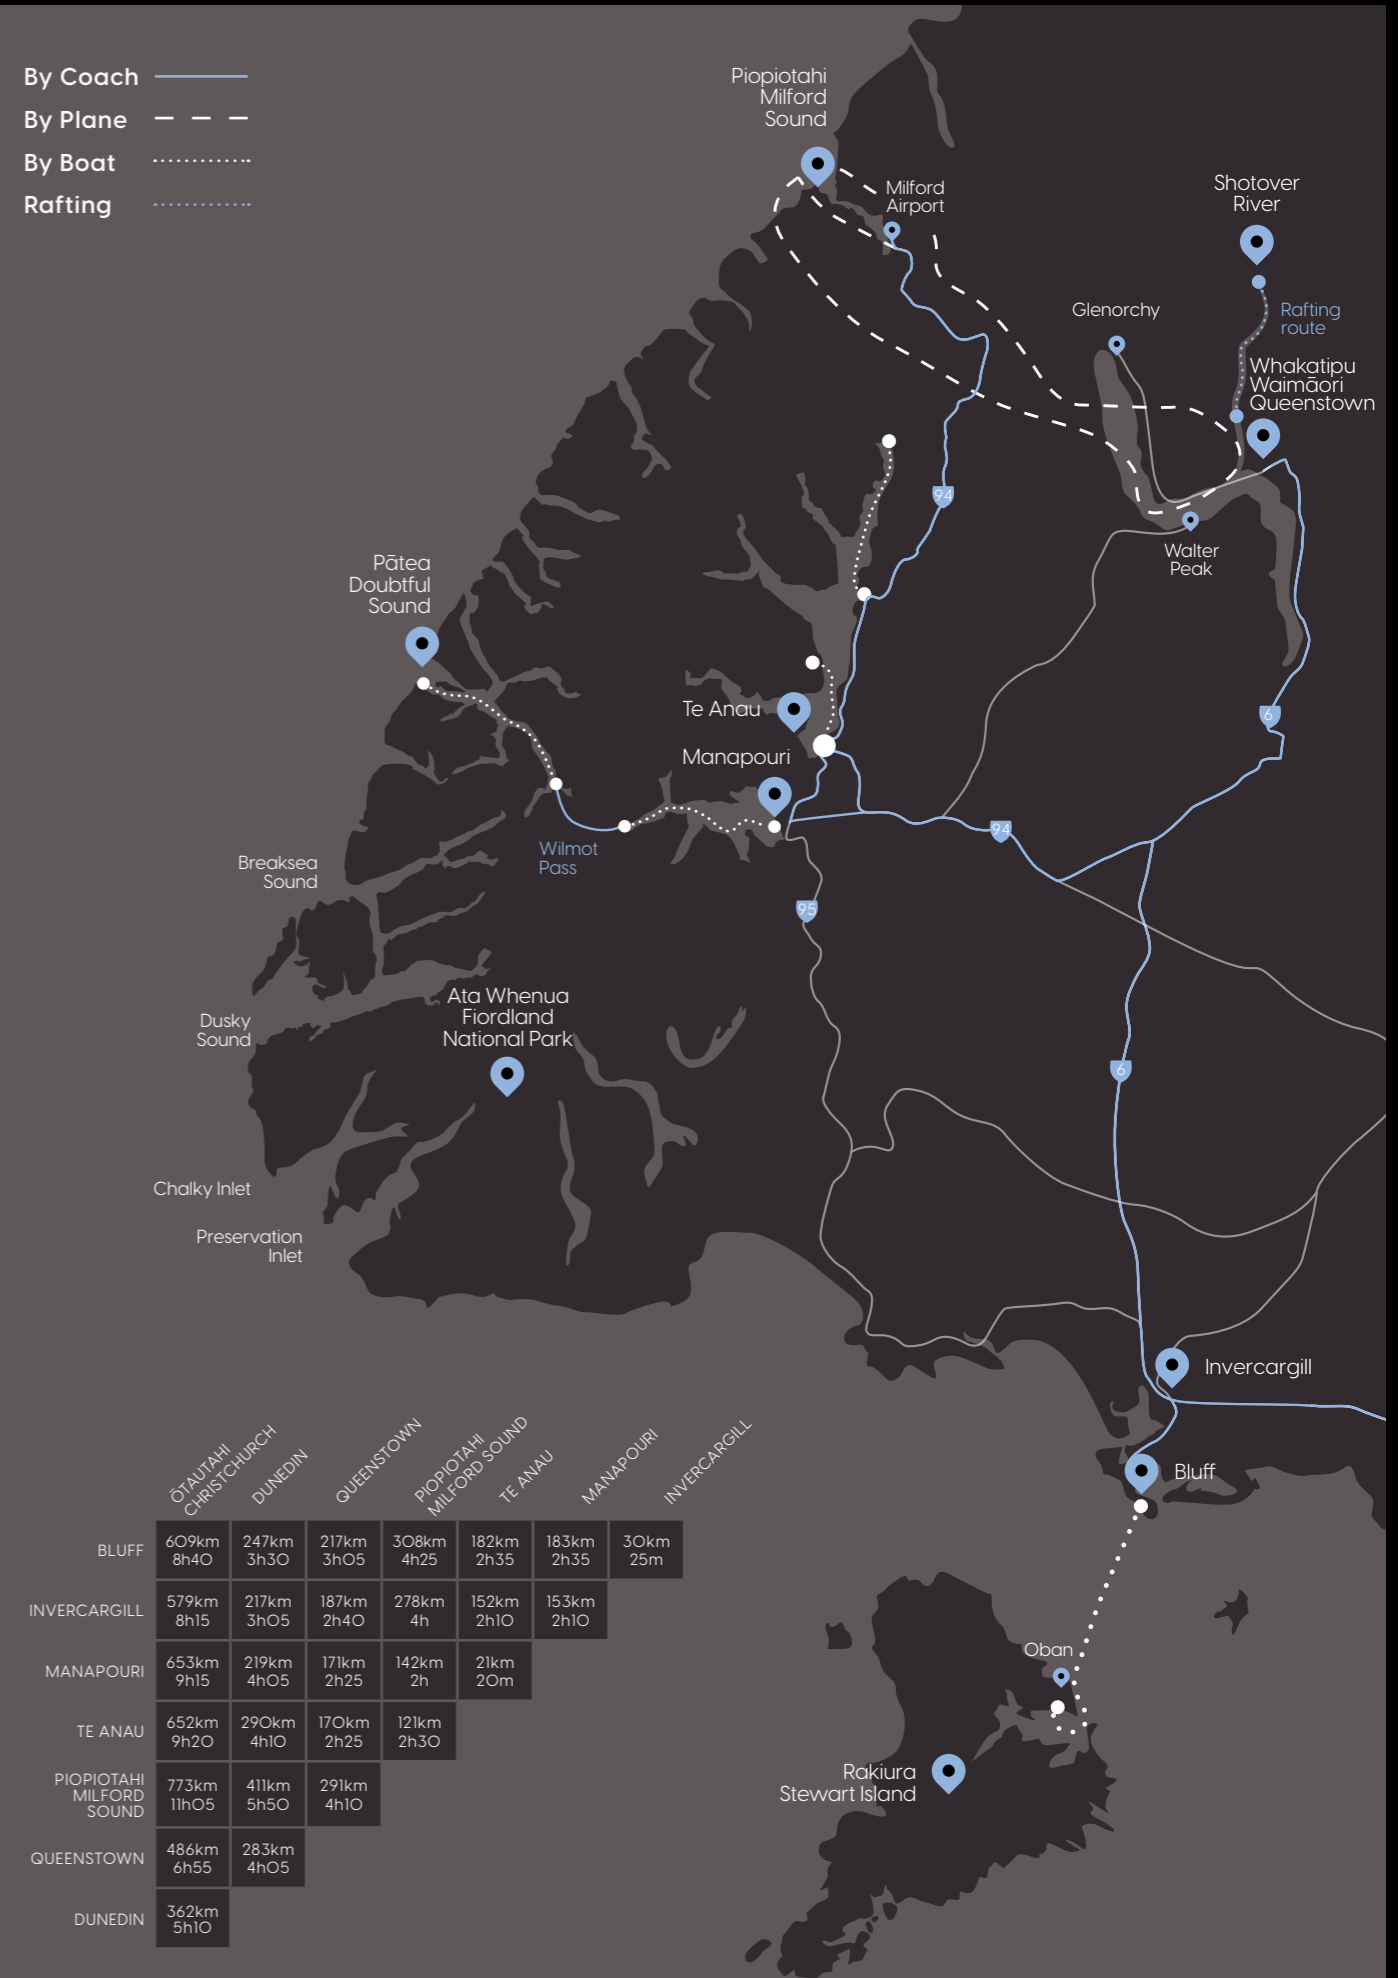 By Coach
By Plane
By Boat
Rafting
Piopiotahi
Milford
Sound
Milford
Airport
Shotover
River
Glenorchy
Rafting
route
Whakatipu
Waimāori
Queenstown
94
Walter
Peak
Pātea
Doubtful
Sound
Te Anau
6
Manapouri
94
Wilmot
Pass
Breaksea
Sound
95
Ata Whenua
Fiordland
National Park
Dusky
Sound
6
Chalky Inlet
Preservation
Inlet
Invercargill
Bluff
Oban
Rakiura
Stewart Island
ŌTAUTAHI
CHRISTCHURCH
DUNEDIN
QUEENSTOWN
PIOPIOTAHI
MILFORD SOUND
TE ANAU
MANAPOURI
INVERCARGILL
BLUFF
609km 247km 217km 308km 182km 183km 30km
8h40 3h30 3h05 4h25 2h35 2h35 25m
INVERCARGILL
579km 217km 187km 278km 152km 153km
8h15 3h05 2h40 4h 2h10 2h10
MANAPOURI
653km 219km 171km 142km 21km
9h15 4h05 2h25 2h 20m
TE ANAU
652km 290km 170km 121km
9h20 4h10 2h25 2h30
PIOPIOTAHI
MILFORD
SOUND
773km 411km 291km
11h05 5h50 4h10
QUEENSTOWN
486km 283km
6h55 4h05
DUNEDIN
362km
5h10